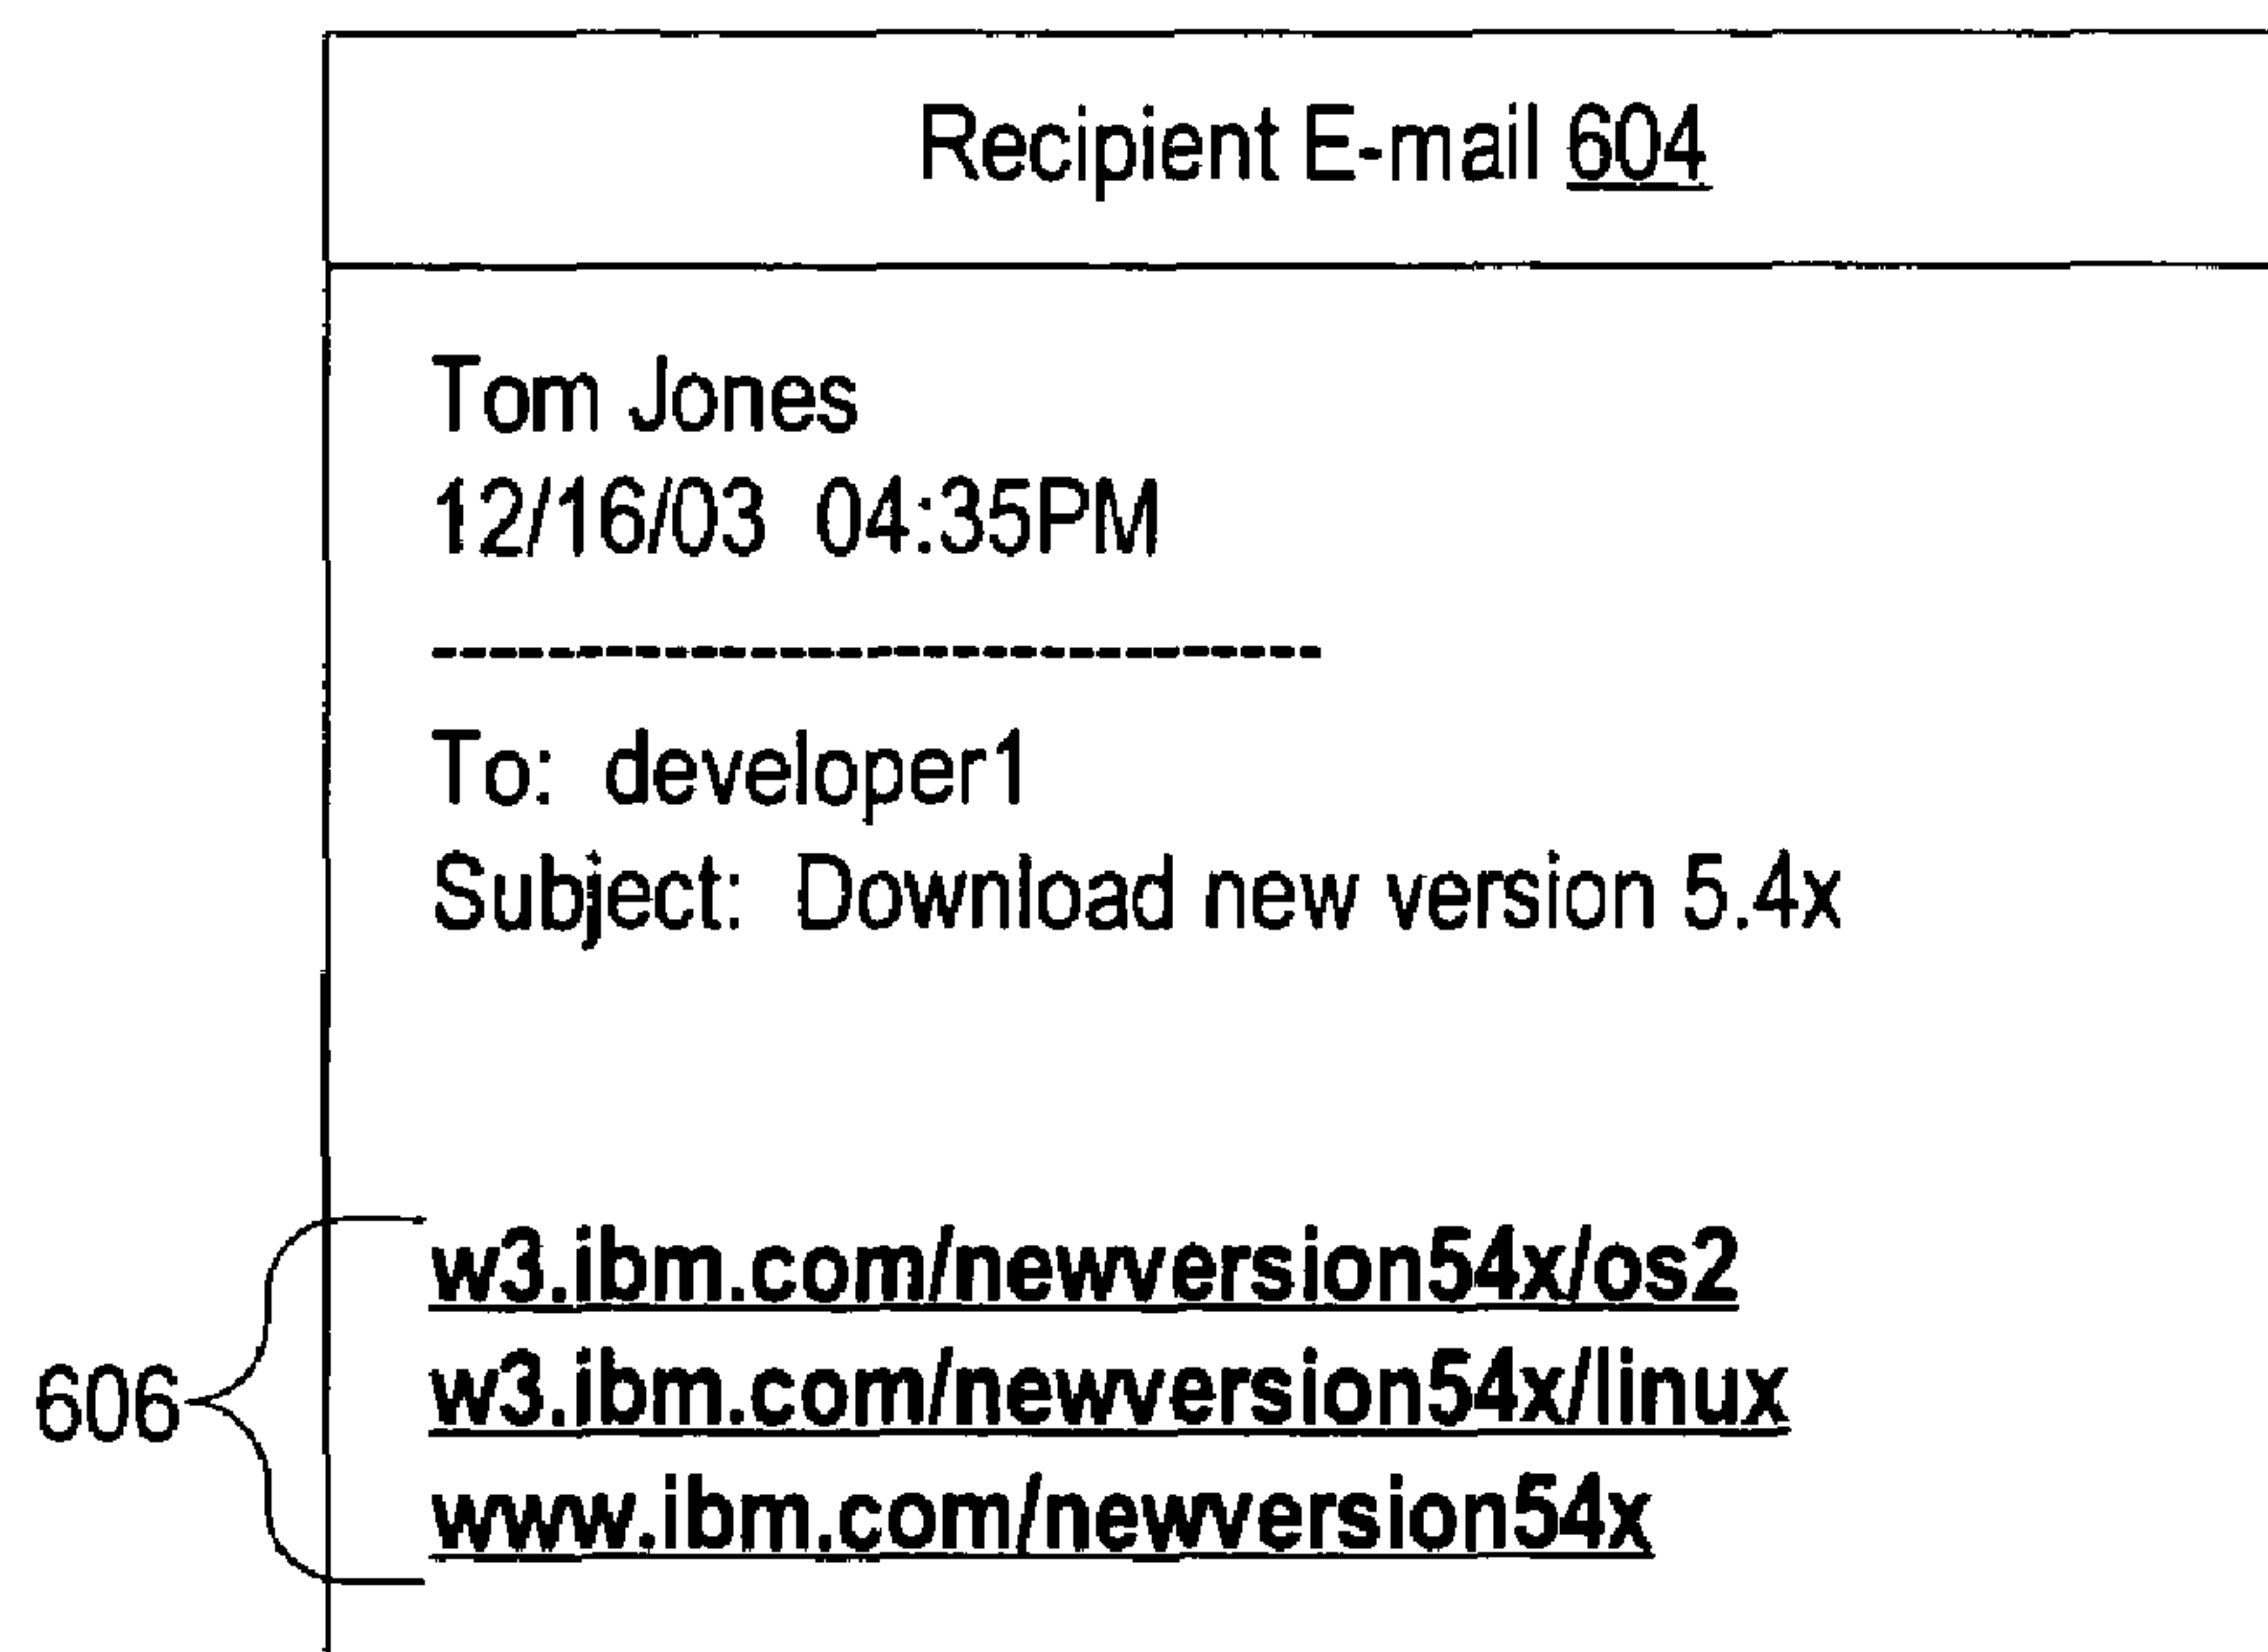 Recipient E-mail 604
Tom Jones
12/16/03  04:35PM
-------------------------------
To:  developer1
Subject:  Download new version 5.4x
w3.ibm.com/newversion54x/os2
606
w3.ibm.com/newversion54x/linux
www.ibm.com/newversion54x